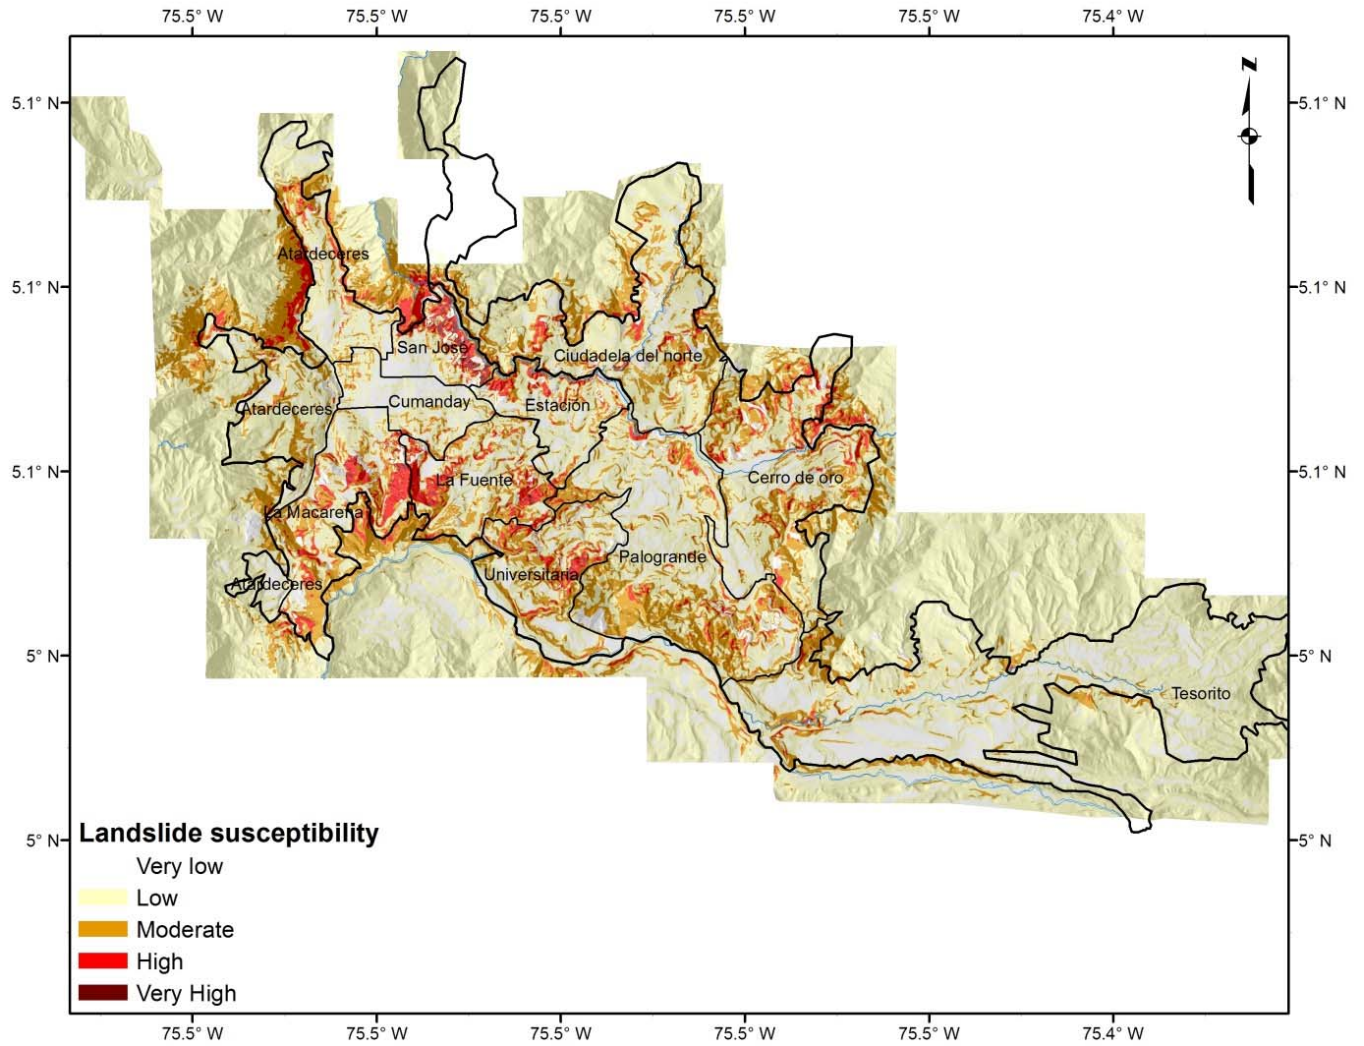 75.5° W 75.5° W 75.5° W 75.5° W 75.5° W 75.4° W
5.1° N 5.1° N
N
Atardeceres
5.1° N 5.1° N
San José
Ciudadela del norte
Atardeceres
Cumanday
Estación
5.1° N 5.1° N
La Fuente
Cerro de oro
La Macarena
Palogrande
Universitaria
Atardeceres
5° N 5° N
Tesorito
5° N 5° N
Landslide susceptibility
Very low
Low
Moderate
High
Very High
75.5° W 75.5° W 75.5° W 75.5° W 75.5° W 75.4° W